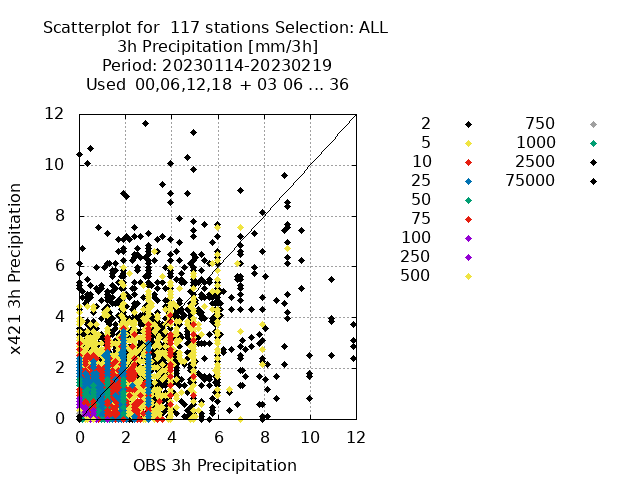 Scatterplot for  117 stations Selection: ALL
3h Precipitation [mm/3h]
Period: 20230114-20230219
Used  00,06,12,18  + 03 06 ... 36
12
10
8
6
4
2
0
0 2 4 6 8 10 12
x421 3h Precipitation
OBS 3h Precipitation
2
5
10
25
50
75
100
250
500
750
1000
2500
75000